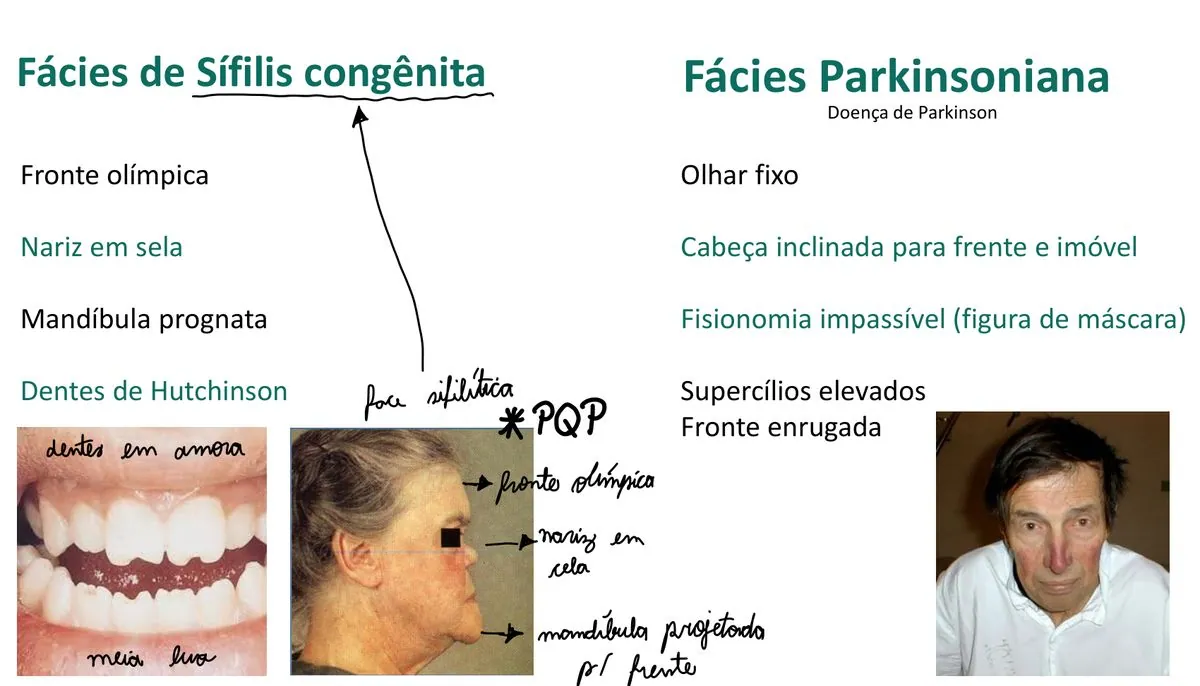 Fácies de Sífilis congênita
Fronte olímpica
Nariz em sela
Mandíbula prognata
Dentes de Hutchinson
face sifilítica
* PQP
dentes em amora
meia lua
fronte olímpica
nariz em
cela
mandíbula projetada
p/ frente
Fácies Parkinsoniana
Doença de Parkinson
Olhar fixo
Cabeça inclinada para frente e imóvel
Fisionomia impassível (figura de máscara)
Supercílios elevados
Fronte enrugada